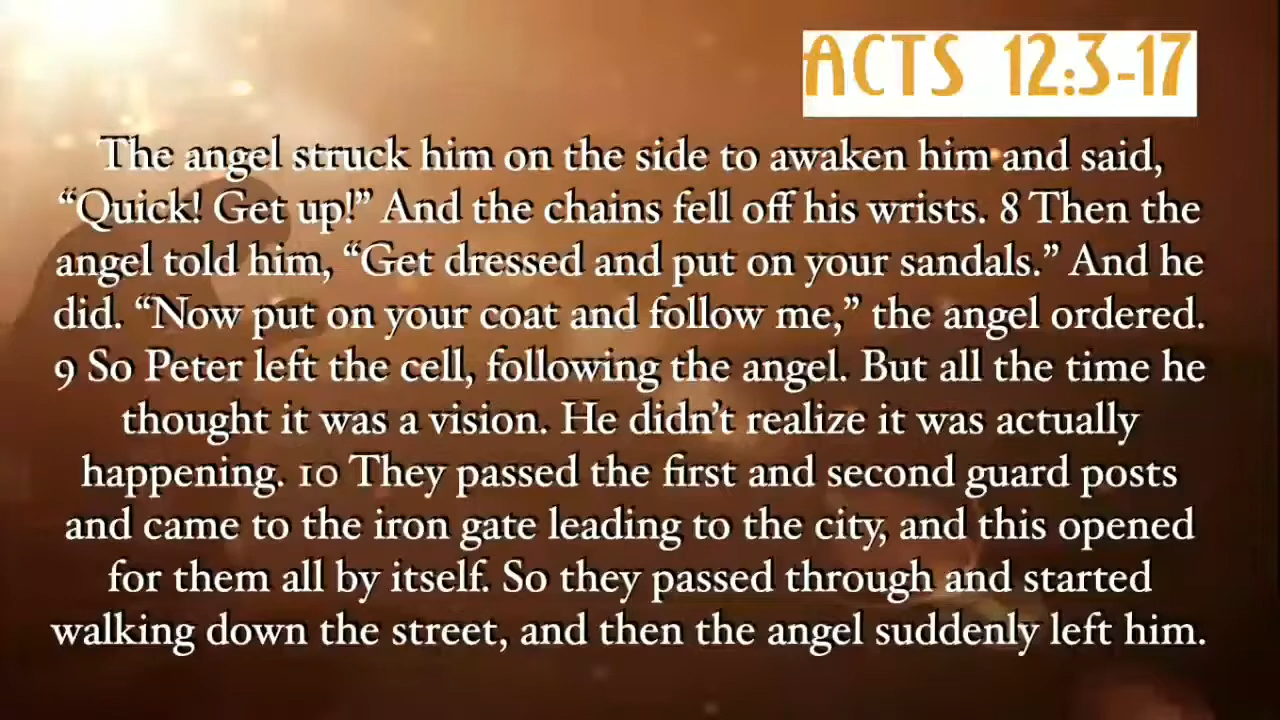 ACTS 12:3-17
The angel struck him on the side to awaken him and said,
“Quick! Get up!” And the chains fell off his wrists. 8 Then the
angel told him, “Get dressed and put on your sandals.” And he
did. “Now put on your coat and follow me,” the angel ordered.
9 So Peter left the cell, following the angel. But all the time he
thought it was a vision. He didn’t realize it was actually
happening. 10 They passed the first and second guard posts
and came to the iron gate leading to the city, and this opened
for them all by itself. So they passed through and started
walking down the street, and then the angel suddenly left him.